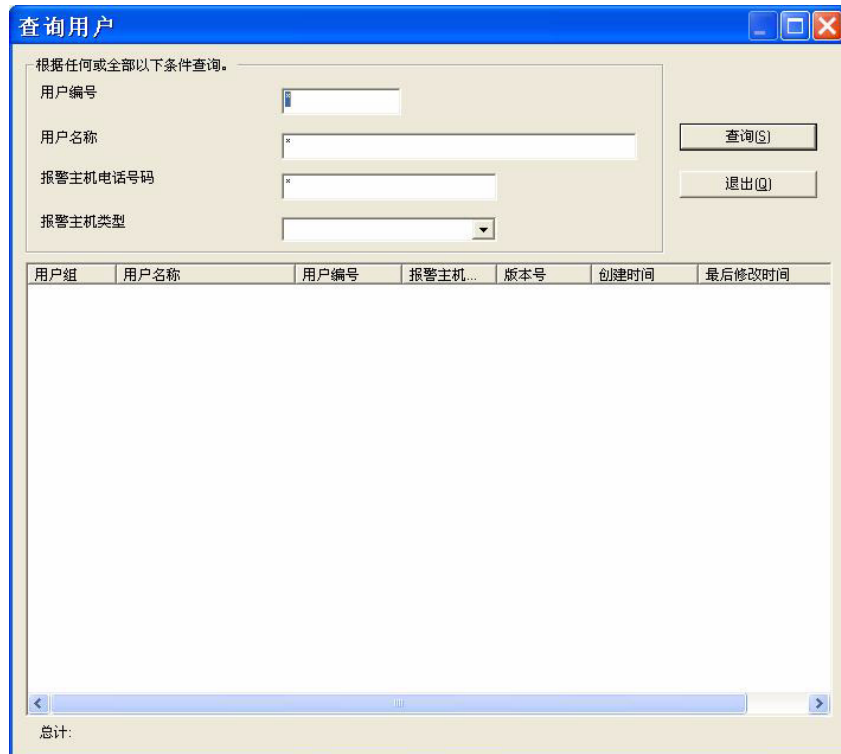 查询用户
根据任何或全部以下条件查询。
用户编号 *
用户名称 *
查询(S)
报警主机电话号码 *
退出(Q)
报警主机类型
用户组 用户名称 用户编号 报警主机... 版本号 创建时间 最后修改时间
总计: